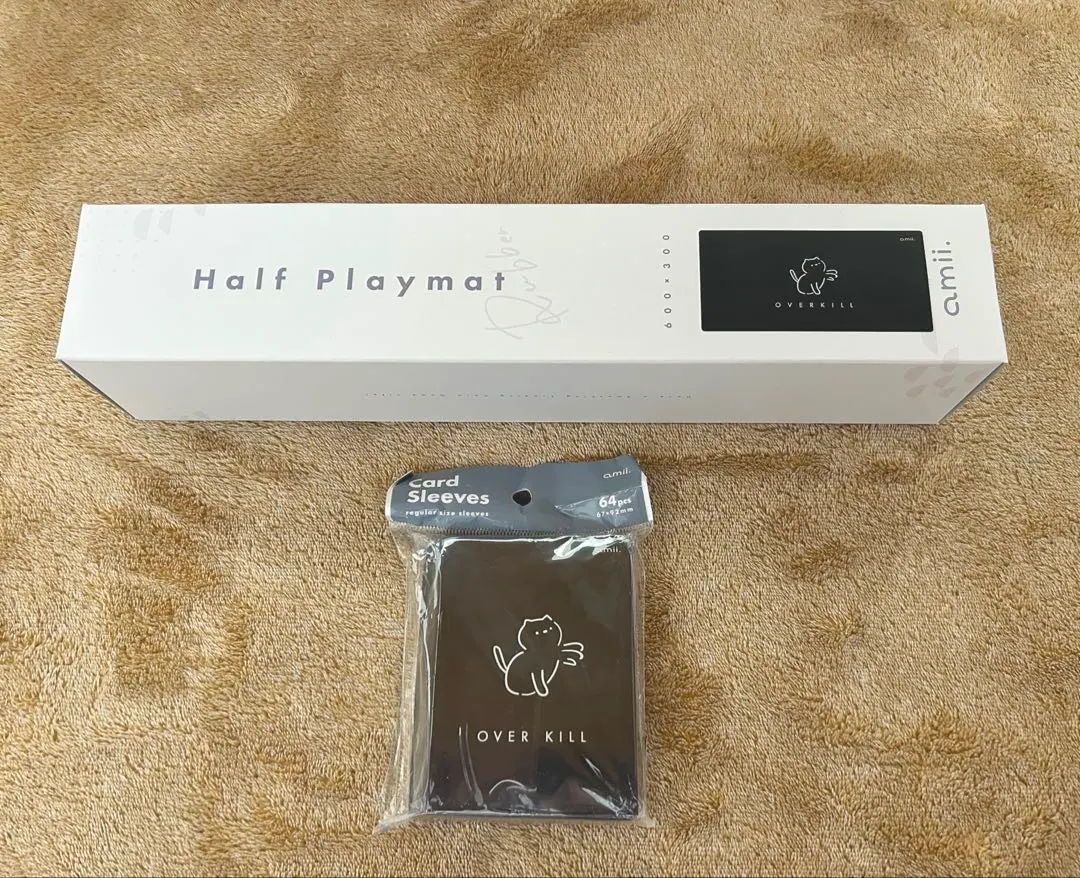 Half Playmat
Rubber
600×300
amii.
OVERKILL
amii.
Card
Sleeves
regular size sleeves
amii.
64pcs
67×92mm
amii.
OVER KILL